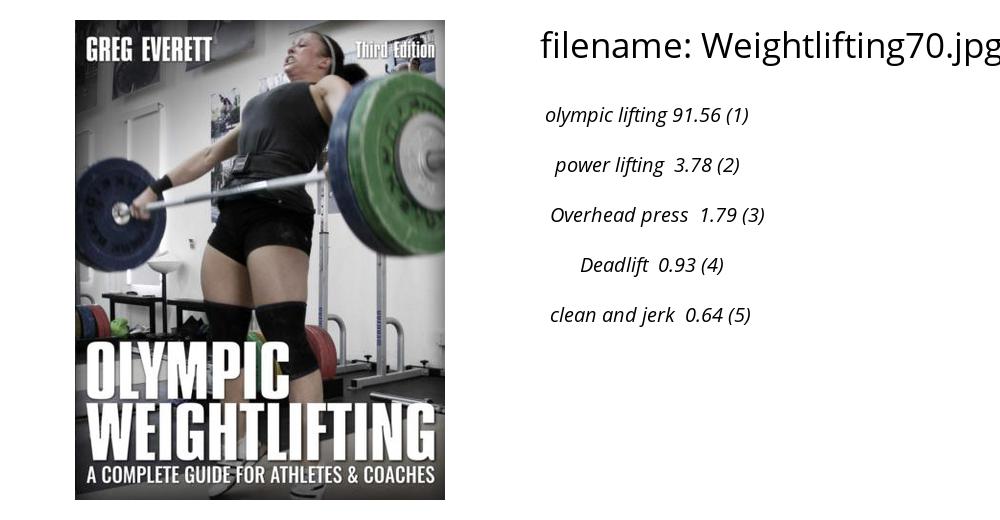 GREG EVERETT
Third Edition
OLYMPIC
WEIGHTLIFTING
A COMPLETE GUIDE FOR ATHLETES & COACHES
filename: Weightlifting70.jpg
olympic lifting 91.56 (1)
power lifting 3.78 (2)
Overhead press 1.79 (3)
Deadlift 0.93 (4)
clean and jerk 0.64 (5)